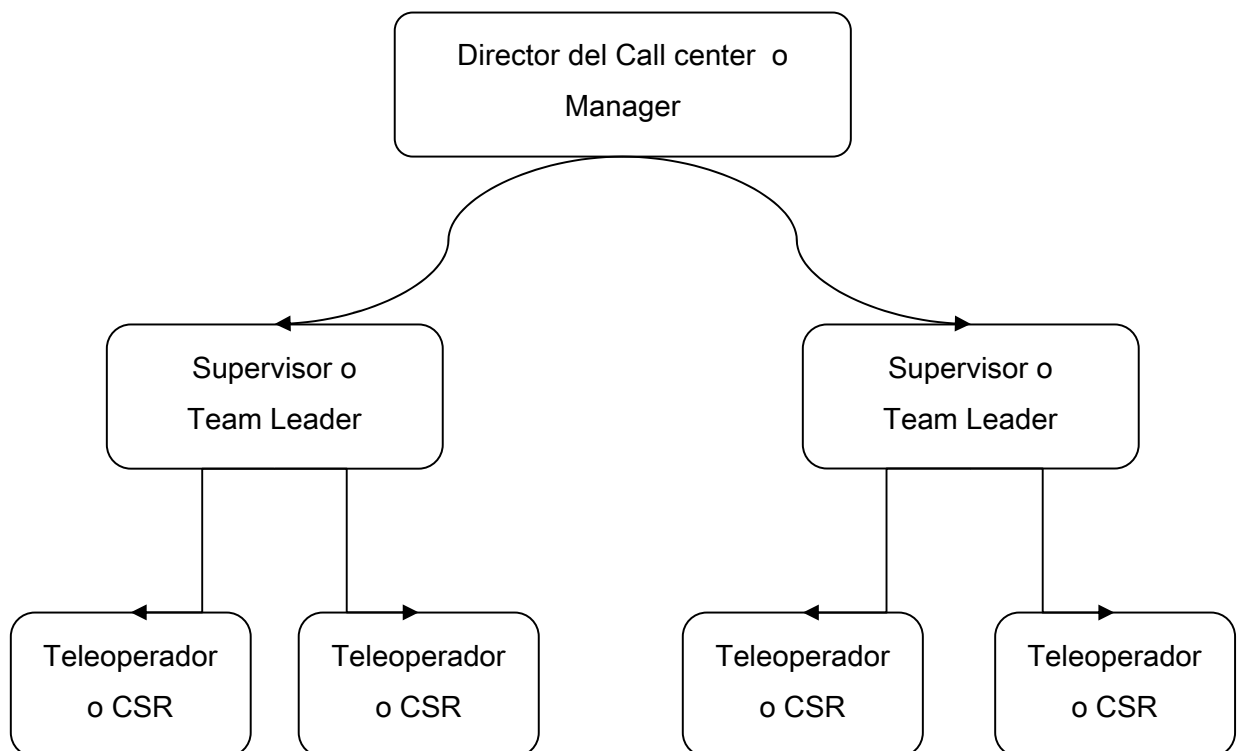 Director del Call center o
Manager
Supervisor o
Team Leader
Supervisor o
Team Leader
Teleoperador
o CSR
Teleoperador
o CSR
Teleoperador
o CSR
Teleoperador
o CSR